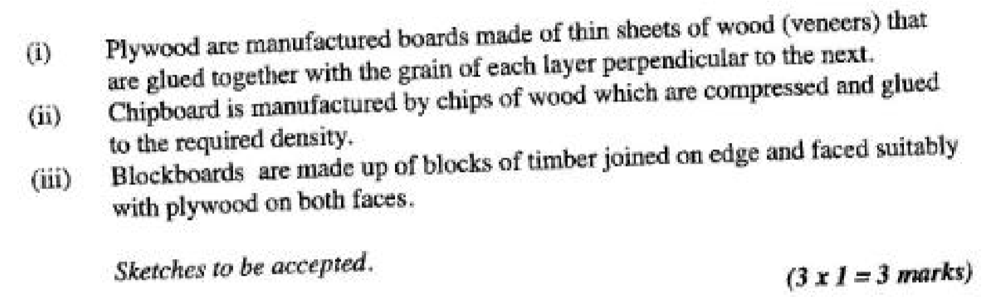 (i) Plywood are manufactured boards made of thin sheets of wood (veneers) that
are glued together with the grain of each layer perpendicular to the next.
(ii) Chipboard is manufactured by chips of wood which are compressed and glued
to the required density.
(iii) Blockboards are made up of blocks of timber joined on edge and faced suitably
with plywood on both faces.
Sketches to be accepted.
(3 x 1 = 3 marks)